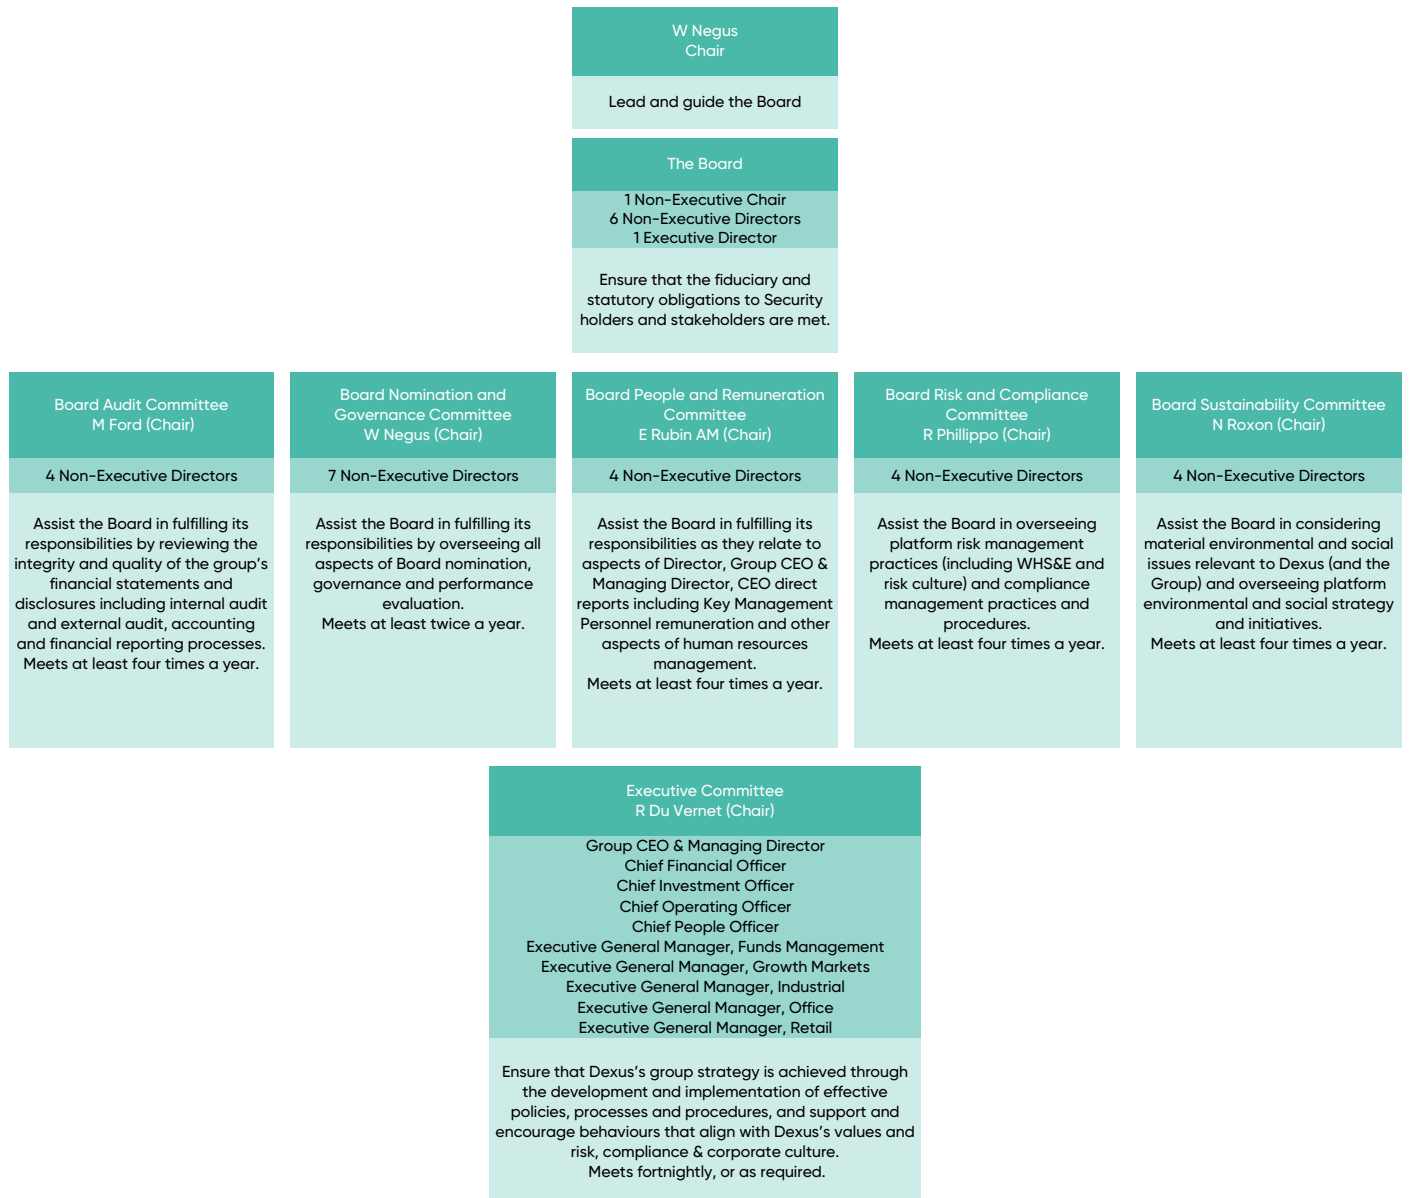 W Negus
Chair
Lead and guide the Board
The Board
1 Non-Executive Chair
6 Non-Executive Directors
1 Executive Director
Ensure that the fiduciary and
statutory obligations to Security
holders and stakeholders are met.
Board Audit Committee
M Ford (Chair)
4 Non-Executive Directors
Assist the Board in fulfilling its
responsibilities by reviewing the
integrity and quality of the group’s
financial statements and
disclosures including internal audit
and external audit, accounting
and financial reporting processes.
Meets at least four times a year.
Board Nomination and
Governance Committee
W Negus (Chair)
7 Non-Executive Directors
Assist the Board in fulfilling its
responsibilities by overseeing all
aspects of Board nomination,
governance and performance
evaluation.
Meets at least twice a year.
Board People and Remuneration
Committee
E Rubin AM (Chair)
4 Non-Executive Directors
Assist the Board in fulfilling its
responsibilities as they relate to
aspects of Director, Group CEO &
Managing Director, CEO direct
reports including Key Management
Personnel remuneration and other
aspects of human resources
management.
Meets at least four times a year.
Board Risk and Compliance
Committee
R Phillippo (Chair)
4 Non-Executive Directors
Assist the Board in overseeing
platform risk management
practices (including WHS&E and
risk culture) and compliance
management practices and
procedures.
Meets at least four times a year.
Board Sustainability Committee
N Roxon (Chair)
4 Non-Executive Directors
Assist the Board in considering
material environmental and social
issues relevant to Dexus (and the
Group) and overseeing platform
environmental and social strategy
and initiatives.
Meets at least four times a year.
Executive Committee
R Du Vernet (Chair)
Group CEO & Managing Director
Chief Financial Officer
Chief Investment Officer
Chief Operating Officer
Chief People Officer
Executive General Manager, Funds Management
Executive General Manager, Growth Markets
Executive General Manager, Industrial
Executive General Manager, Office
Executive General Manager, Retail
Ensure that Dexus’s group strategy is achieved through
the development and implementation of effective
policies, processes and procedures, and support and
encourage behaviours that align with Dexus’s values and
risk, compliance & corporate culture.
Meets fortnightly, or as required.